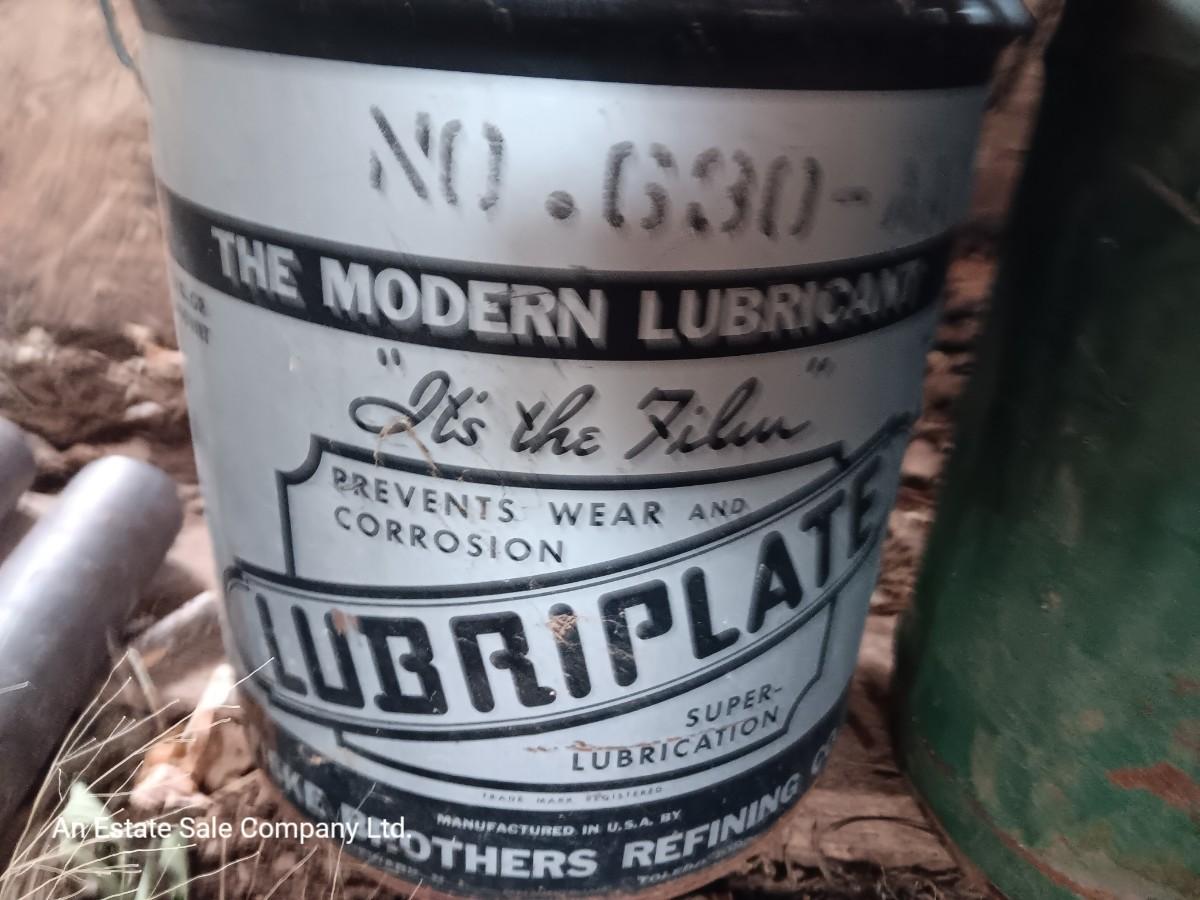 NO. 630-
THE MODERN LUBRICANT
"It's the Film"
PREVENTS WEAR AND
CORROSION
LUBRIPLATE
SUPER-
LUBRICATION
TRADE MARK REGISTERED
MANUFACTURED IN U.S.A. BY
BROTHERS REFINING
An Estate Sale Company Ltd.